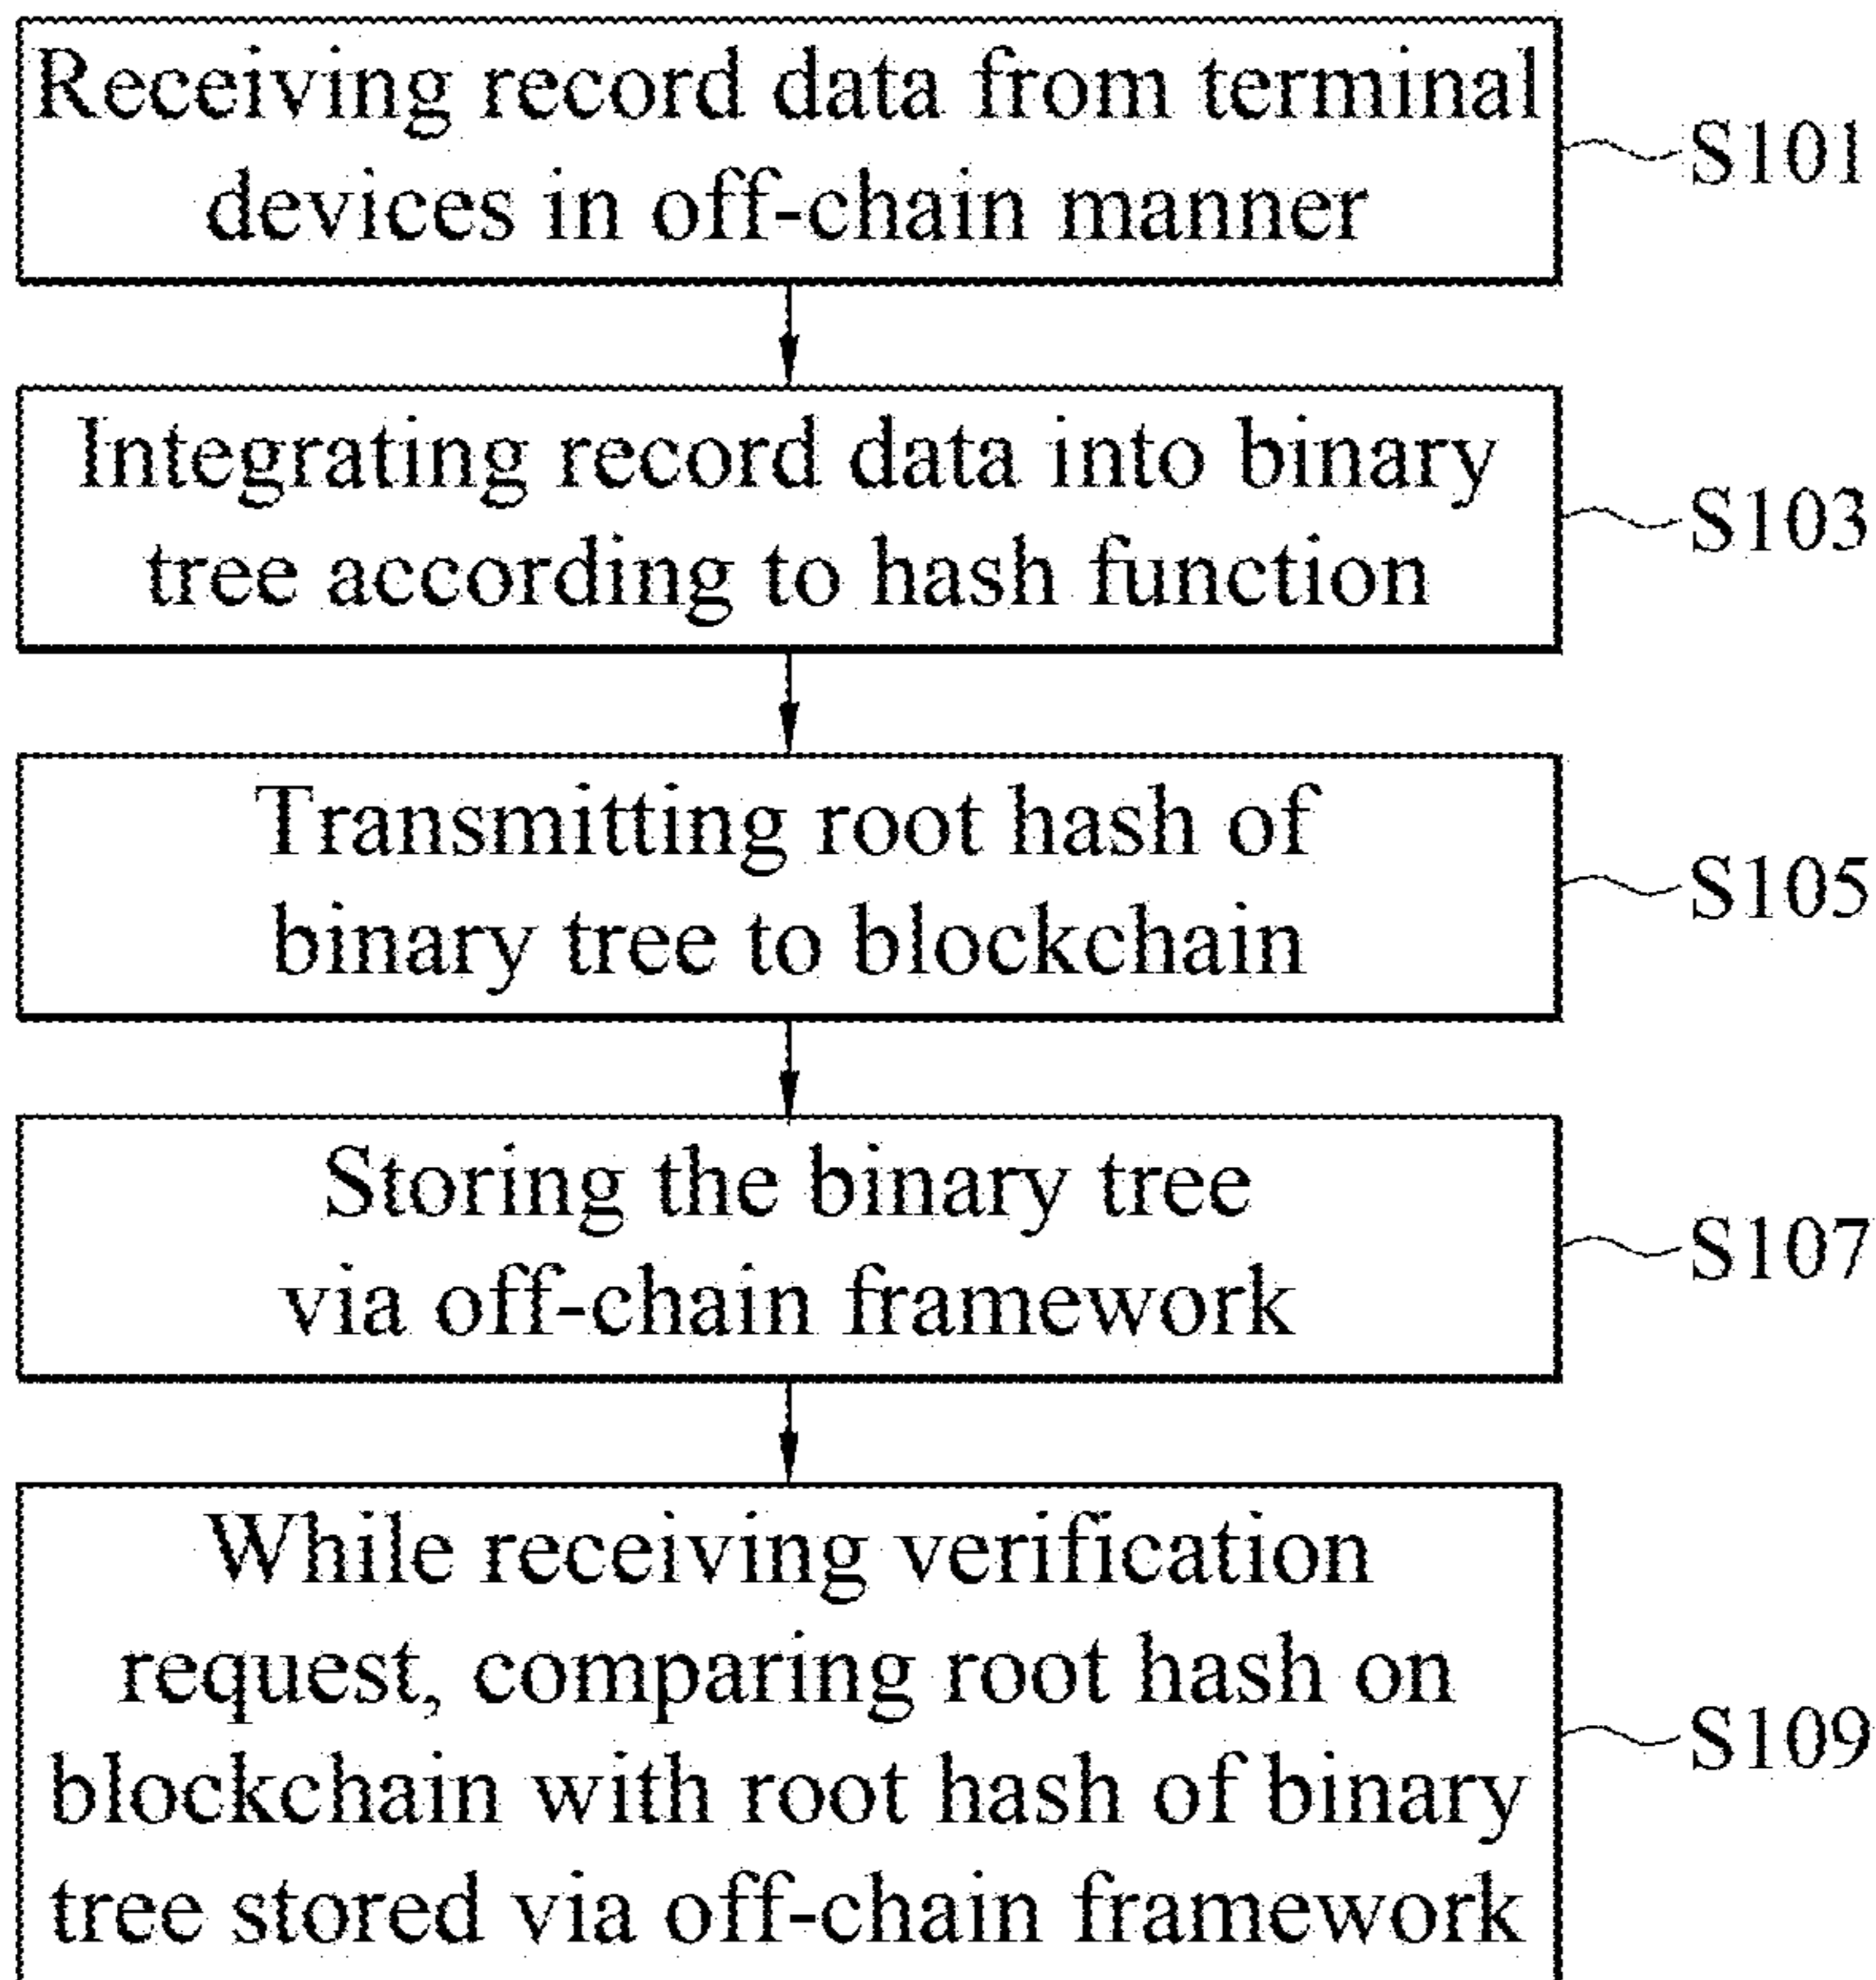 Receiving record data from terminal
devices in off-chain manner
S101
Integrating record data into binary
tree according to hash function
S103
Transmitting root hash of
binary tree to blockchain
S105
Storing the binary tree
via off-chain framework
S107
While receiving verification
request, comparing root hash on
blockchain with root hash of binary
tree stored via off-chain framework
S109